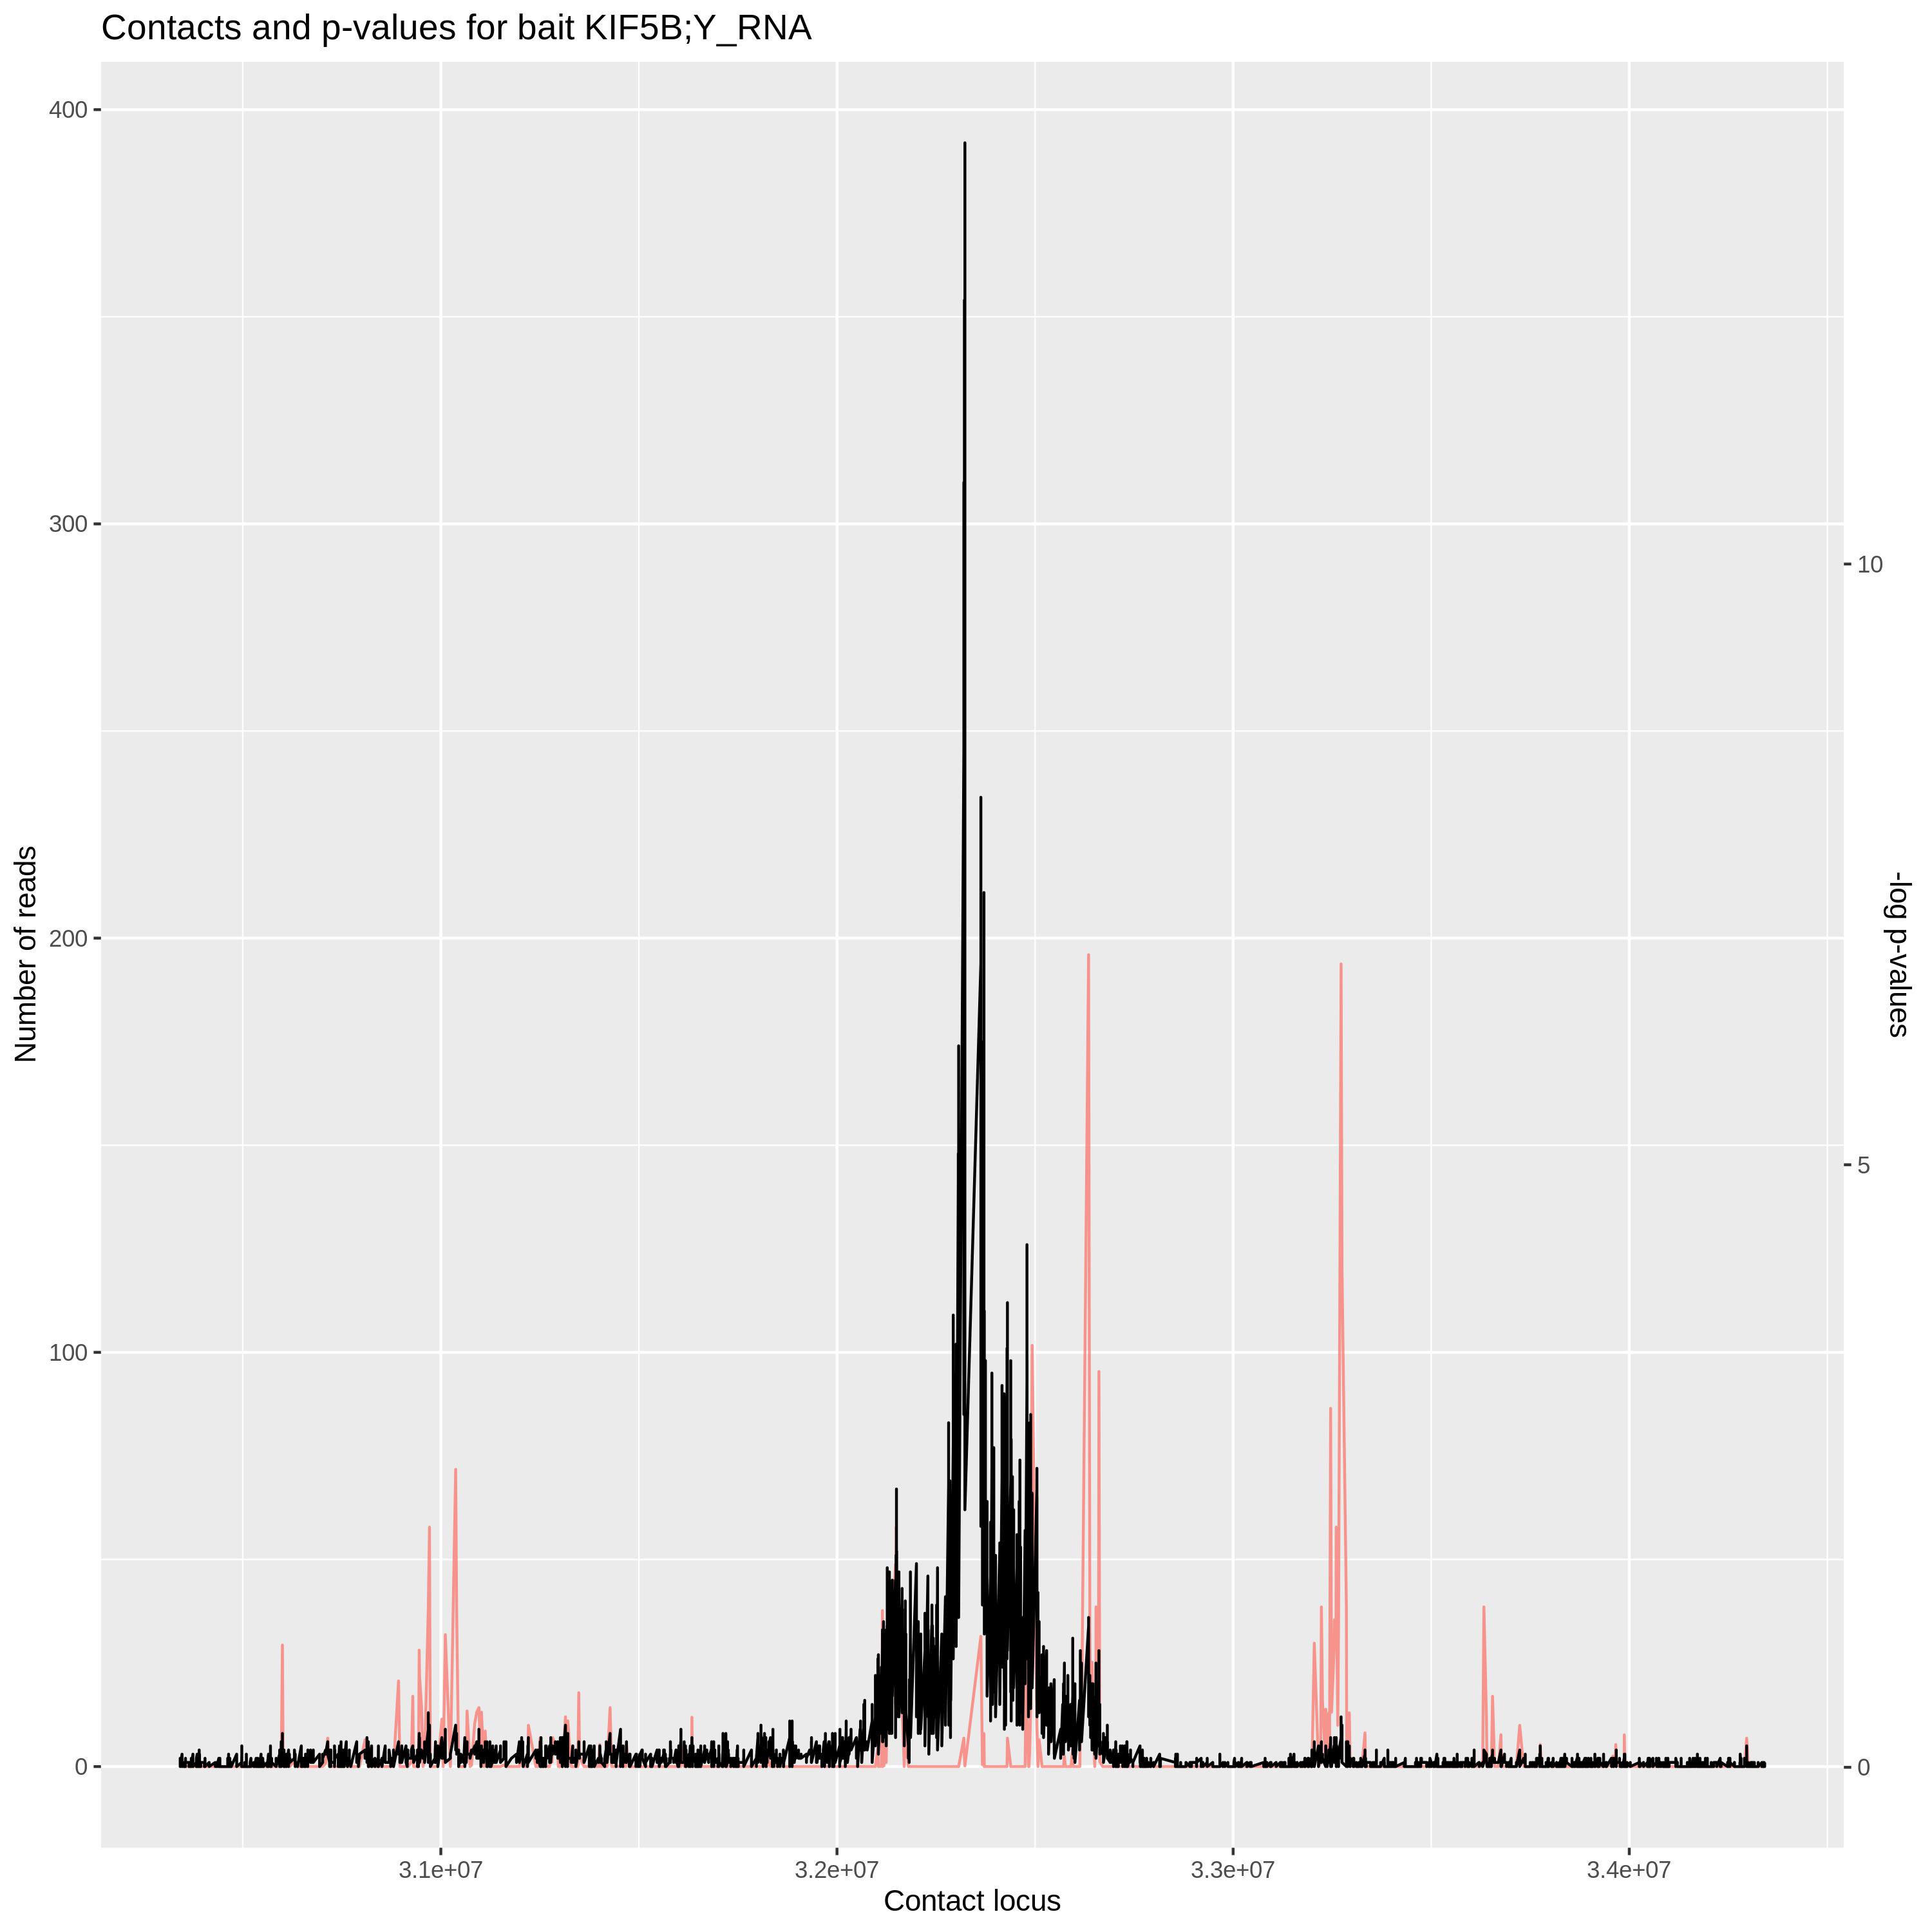 Contacts and p-values for bait KIF5B;Y_RNA
400
300
200
100
0
Number of reads
10
5
0
-log p-values
3.1e+07
3.2e+07
3.3e+07
3.4e+07
Contact locus